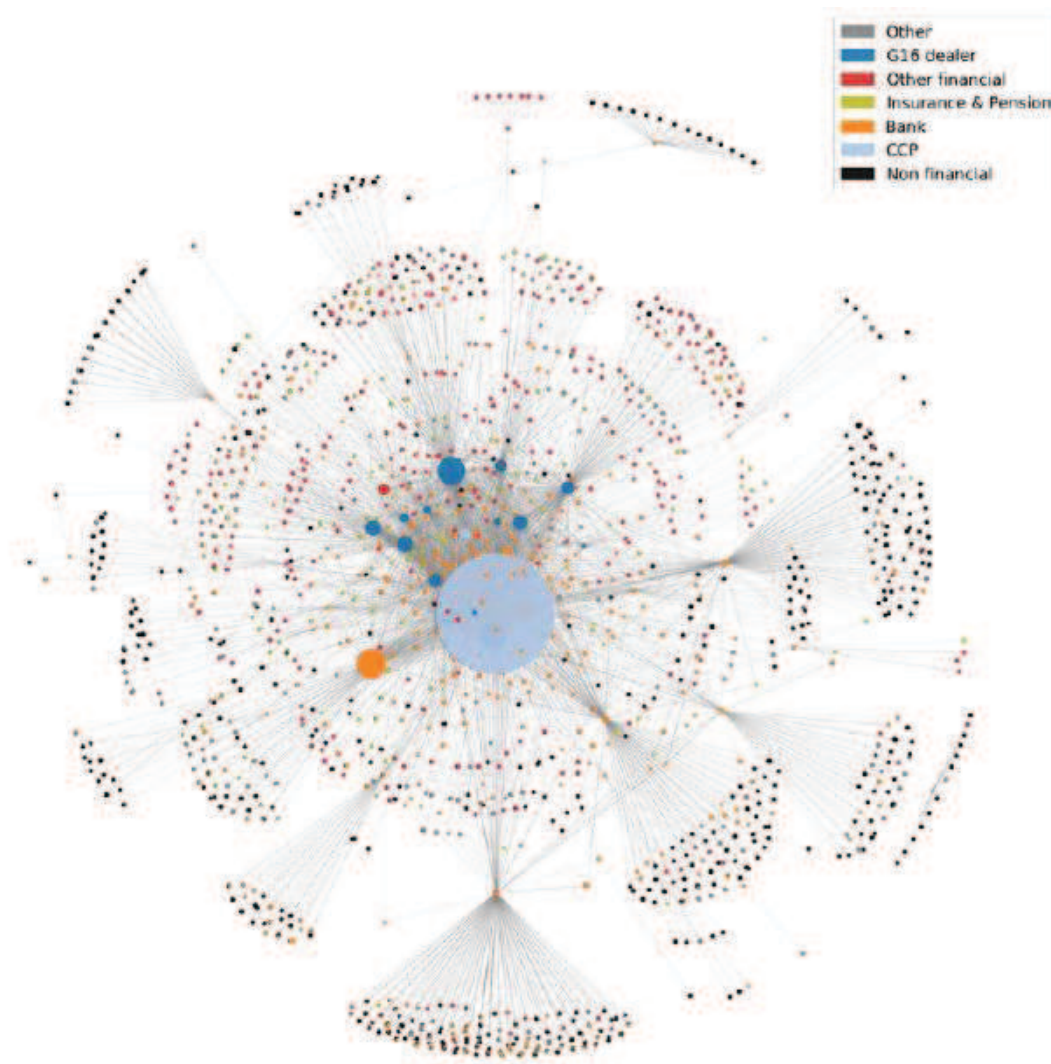 Other
G16 dealer
Other financial
Insurance & Pension
Bank
CCP
Non financial